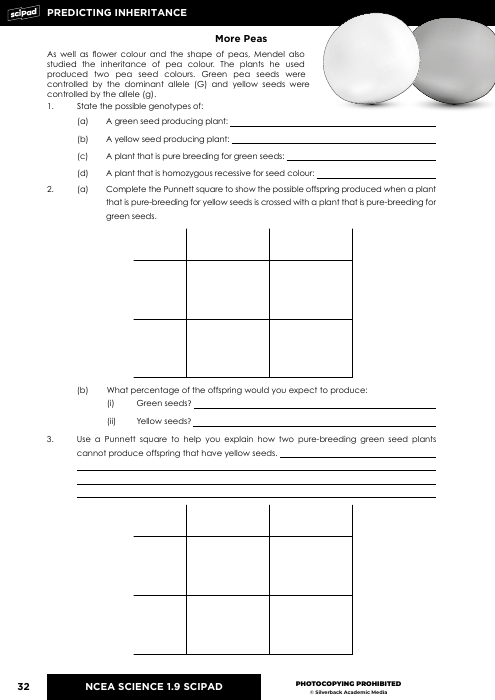 scipad PREDICTING INHERITANCE
More Peas
As well as flower colour and the shape of peas, Mendel also
studied the inheritance of pea colour. The plants he used
produced two pea seed colours. Green pea seeds were
controlled by the dominant allele (G) and yellow seeds were
controlled by the allele (g).
1. State the possible genotypes of:
(a) A green seed producing plant:
(b) A yellow seed producing plant:
(c) A plant that is pure breeding for green seeds:
(d) A plant that is homozygous recessive for seed colour:
2. (a) Complete the Punnett square to show the possible offspring produced when a plant
that is pure-breeding for yellow seeds is crossed with a plant that is pure-breeding for
green seeds.
(b) What percentage of the offspring would you expect to produce:
(i) Green seeds?
(ii) Yellow seeds?
3. Use a Punnett square to help you explain how two pure-breeding green seed plants
cannot produce offspring that have yellow seeds.
32 NCEA SCIENCE 1.9 SCIPAD PHOTOCOPYING PROHIBITED
© Silverback Academic Media